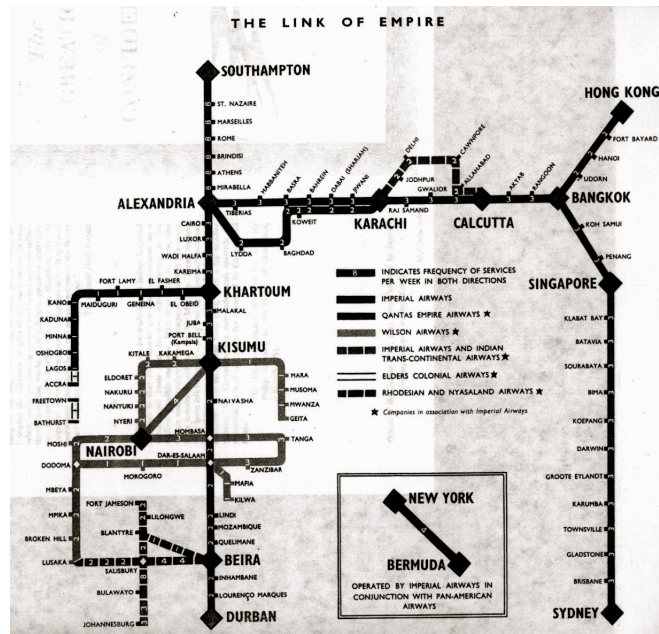 THE LINK OF EMPIRE
SOUTHAMPTON
ST. NAZAIRE
MARSEILLES
ROME
BRINDISI
ATHENS
MIRABELLA
ALEXANDRIA
TIBERIAS
HABBANIYEH
BASRA
BAHREIN
DABAI (SHARJAH)
JIWANI
KOWEIT
LYDDA
BAGHDAD
KARACHI
DELHI
JODHPUR
CAWNPORE
ALLAHABAD
GWALIOR
RAJ SAMAND
CALCUTTA
AKYAB
RANGOON
BANGKOK
HONG KONG
FORT BAYARD
HANOI
UDORN
KOH SAMUI
PENANG
SINGAPORE
KLABAT BAY
BATAVIA
SOURABAYA
BIMA
KOEPANG
DARWIN
GROOTE EYLANDT
KARUMBA
TOWNSVILLE
GLADSTONE
BRISBANE
SYDNEY
CAIRO
LUXOR
WADI HALFA
KAREIMA
KHARTOUM
FORT LAMY
EL FASHER
MAIDUGURI
GENEINA
EL OBEID
KANO
KADUNA
MINNA
OSHOGBO
LAGOS
ACCRA
FREETOWN
BATHURST
MALAKAL
JUBA
PORT BELL
(Kampala)
KISUMU
KITALE
KAKAMEGA
ELDORET
NAKURU
NANYUKI
NYERI
NAIROBI
NAIVASHA
MARA
MUSOMA
MWANZA
GEITA
MOMBASA
MOSHI
TANGA
DAR-ES-SALAAM
DODOMA
MOROGORO
ZANZIBAR
MAFIA
KILWA
MBEYA
MPIKA
BROKEN HILL
LUSAKA
FORT JAMESON
LILONGWE
BLANTYRE
SALISBURY
BULAWAYO
JOHANNESBURG
LINDI
MOZAMBIQUE
QUELIMANE
BEIRA
INHAMBANE
LOURENÇO MARQUES
DURBAN
8 INDICATES FREQUENCY OF SERVICES
PER WEEK IN BOTH DIRECTIONS
IMPERIAL AIRWAYS
QANTAS EMPIRE AIRWAYS ★
WILSON AIRWAYS ★
IMPERIAL AIRWAYS AND INDIAN
TRANS-CONTINENTAL AIRWAYS ★
ELDERS COLONIAL AIRWAYS ★
RHODESIAN AND NYASALAND AIRWAYS ★
★ Companies in association with Imperial Airways
NEW YORK
4
BERMUDA
OPERATED BY IMPERIAL AIRWAYS IN
CONJUNCTION WITH PAN-AMERICAN
AIRWAYS